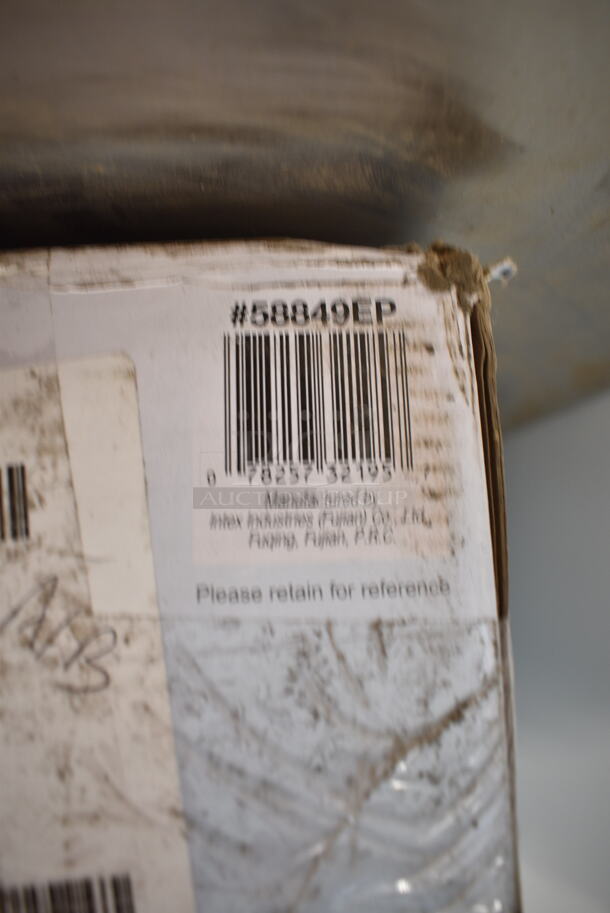 #58849EP
0 78257 32195
Manufactured by
Intex Industries (Fujian) Co., Ltd.,
Fuqing, Fujian, P.R.C.
Please retain for reference